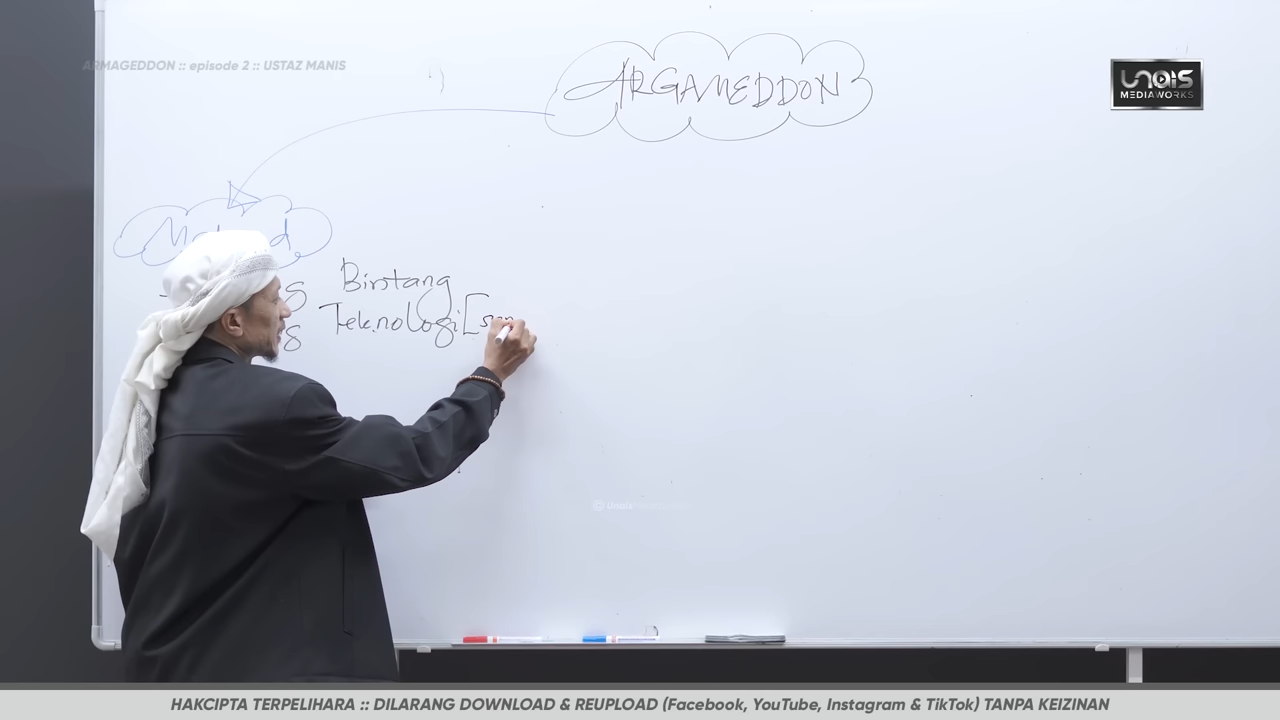 ARMAGEDDON :: episode 2 :: USTAZ MANIS
ARGAMEDDON
UNAIS
MEDIAWORKS
Bintang
Teknologi [
HAKCIPTA TERPELIHARA :: DILARANG DOWNLOAD & REUPLOAD (Facebook, YouTube, Instagram & TikTok) TANPA KEIZINAN